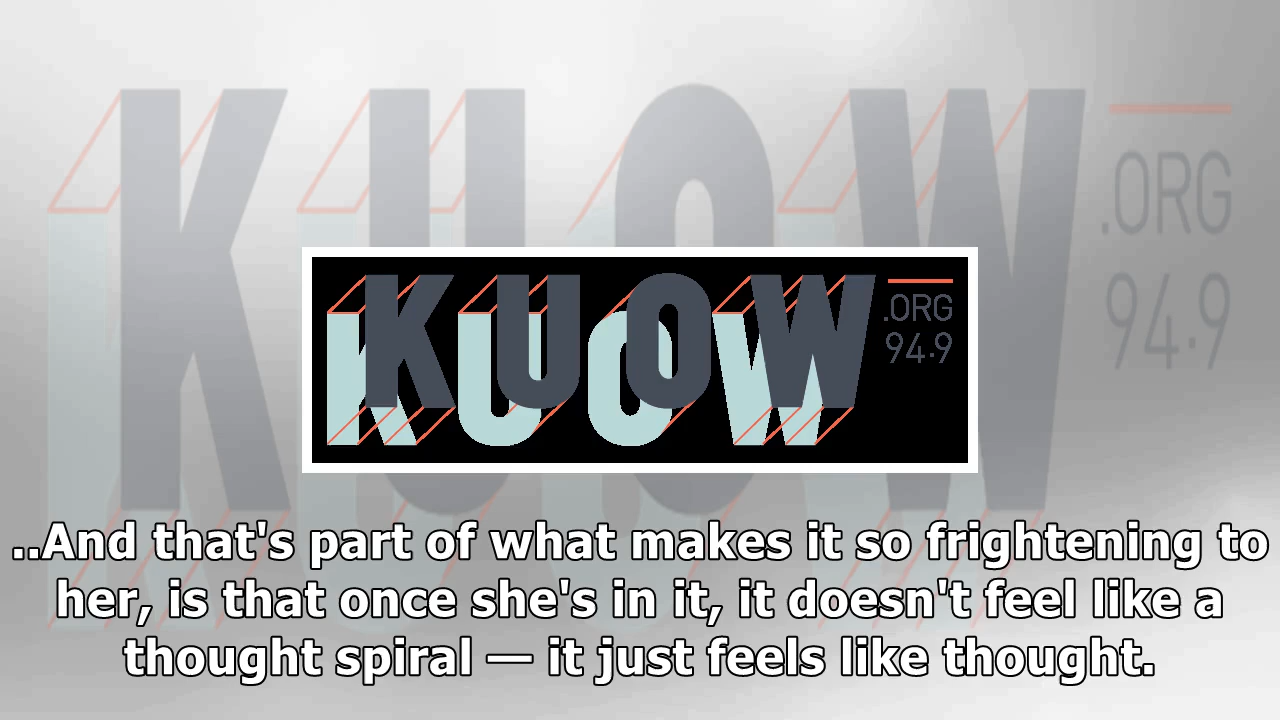 KUOW
.ORG
94.9
KUOW
.ORG
94.9
..And that's part of what makes it so frightening to
her, is that once she's in it, it doesn't feel like a
thought spiral — it just feels like thought.